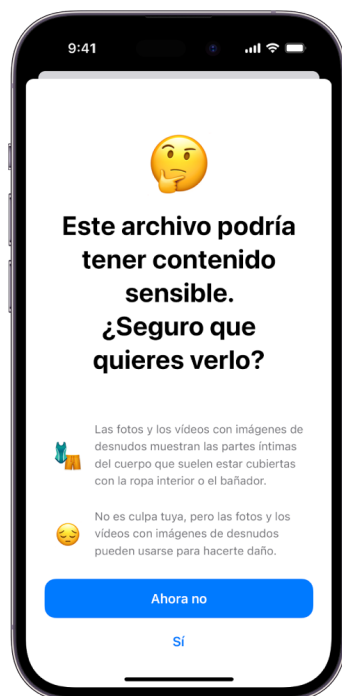 9:41
Este archivo podría
tener contenido
sensible.
¿Seguro que
quieres verlo?
Las fotos y los vídeos con imágenes de
desnudos muestran las partes íntimas
del cuerpo que suelen estar cubiertas
con la ropa interior o el bañador.
No es culpa tuya, pero las fotos y los
vídeos con imágenes de desnudos
pueden usarse para hacerte daño.
Ahora no
Sí